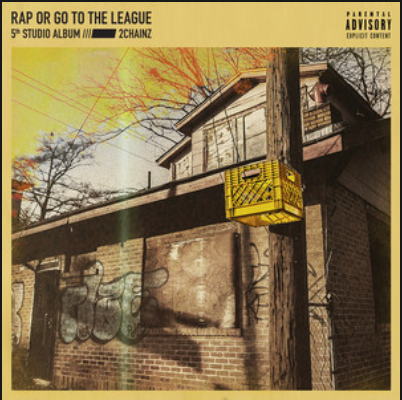 RAP OR GO TO THE LEAGUE
5th STUDIO ALBUM //// 2CHAINZ
PARENTAL
ADVISORY
EXPLICIT CONTENT